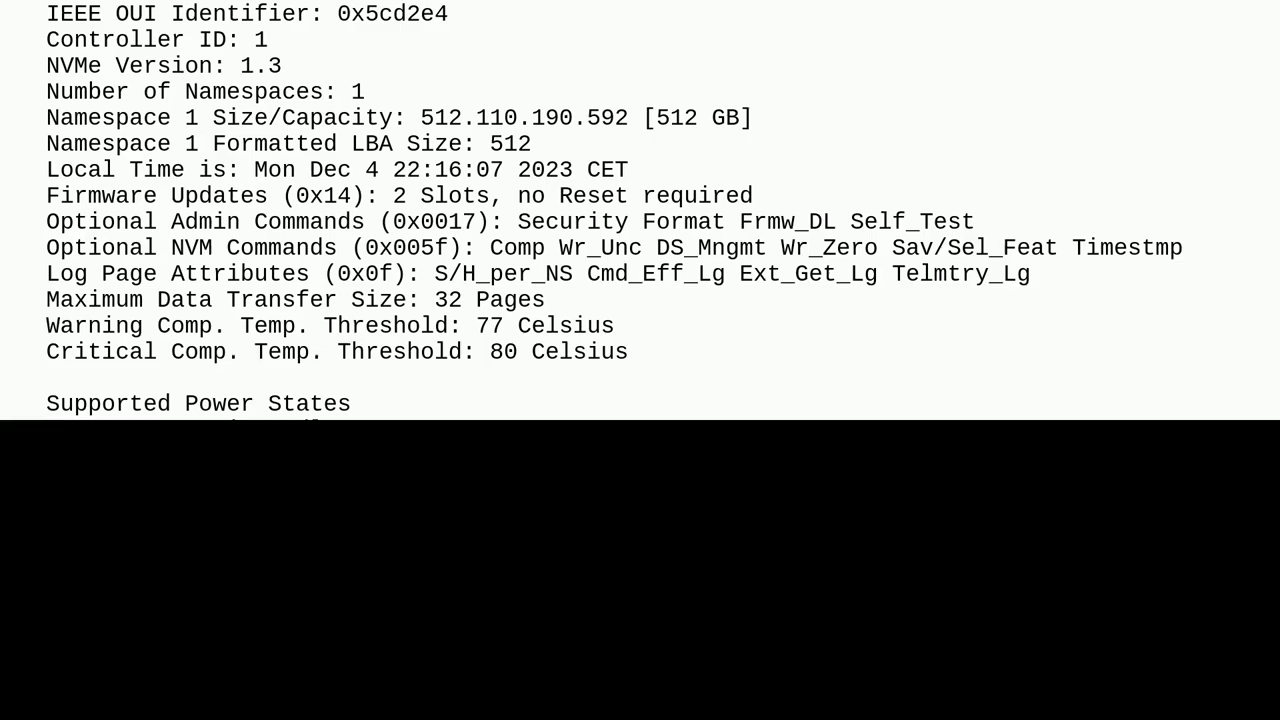 IEEE OUI Identifier: 0x5cd2e4
Controller ID: 1
NVMe Version: 1.3
Number of Namespaces: 1
Namespace 1 Size/Capacity: 512.110.190.592 [512 GB]
Namespace 1 Formatted LBA Size: 512
Local Time is: Mon Dec 4 22:16:07 2023 CET
Firmware Updates (0x14): 2 Slots, no Reset required
Optional Admin Commands (0x0017): Security Format Frmw_DL Self_Test
Optional NVM Commands (0x005f): Comp Wr_Unc DS_Mngmt Wr_Zero Sav/Sel_Feat Timestmp
Log Page Attributes (0x0f): S/H_per_NS Cmd_Eff_Lg Ext_Get_Lg Telmtry_Lg
Maximum Data Transfer Size: 32 Pages
Warning Comp. Temp. Threshold: 77 Celsius
Critical Comp. Temp. Threshold: 80 Celsius
Supported Power States